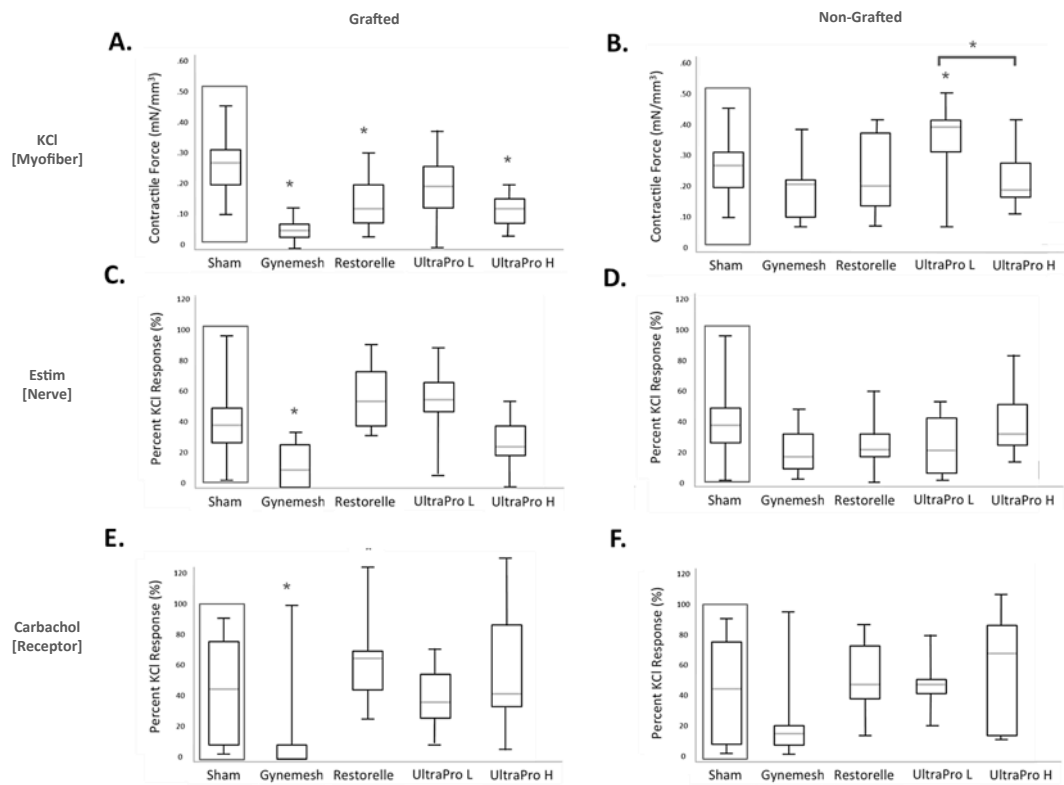 Grafted
Non-Grafted
A.
B.
KCl
[Myofiber]
Contractile Force (mN/mm³)
.60
.50
.40
.30
.20
.10
0
*
*
*
Sham Gynemesh Restorelle UltraPro L UltraPro H
Contractile Force (mN/mm³)
.60
.50
.40
.30
.20
.10
0
*
*
Sham Gynemesh Restorelle UltraPro L UltraPro H
C.
D.
Estim
[Nerve]
Percent KCl Response (%)
120
100
80
60
40
20
0
*
Sham Gynemesh Restorelle UltraPro L UltraPro H
Percent KCl Response (%)
120
100
80
60
40
20
0
Sham Gynemesh Restorelle UltraPro L UltraPro H
E.
F.
Carbachol
[Receptor]
Percent KCl Response (%)
120
100
80
60
40
20
0
*
Sham Gynemesh Restorelle UltraPro L UltraPro H
Percent KCl Response (%)
120
100
80
60
40
20
0
Sham Gynemesh Restorelle UltraPro L UltraPro H